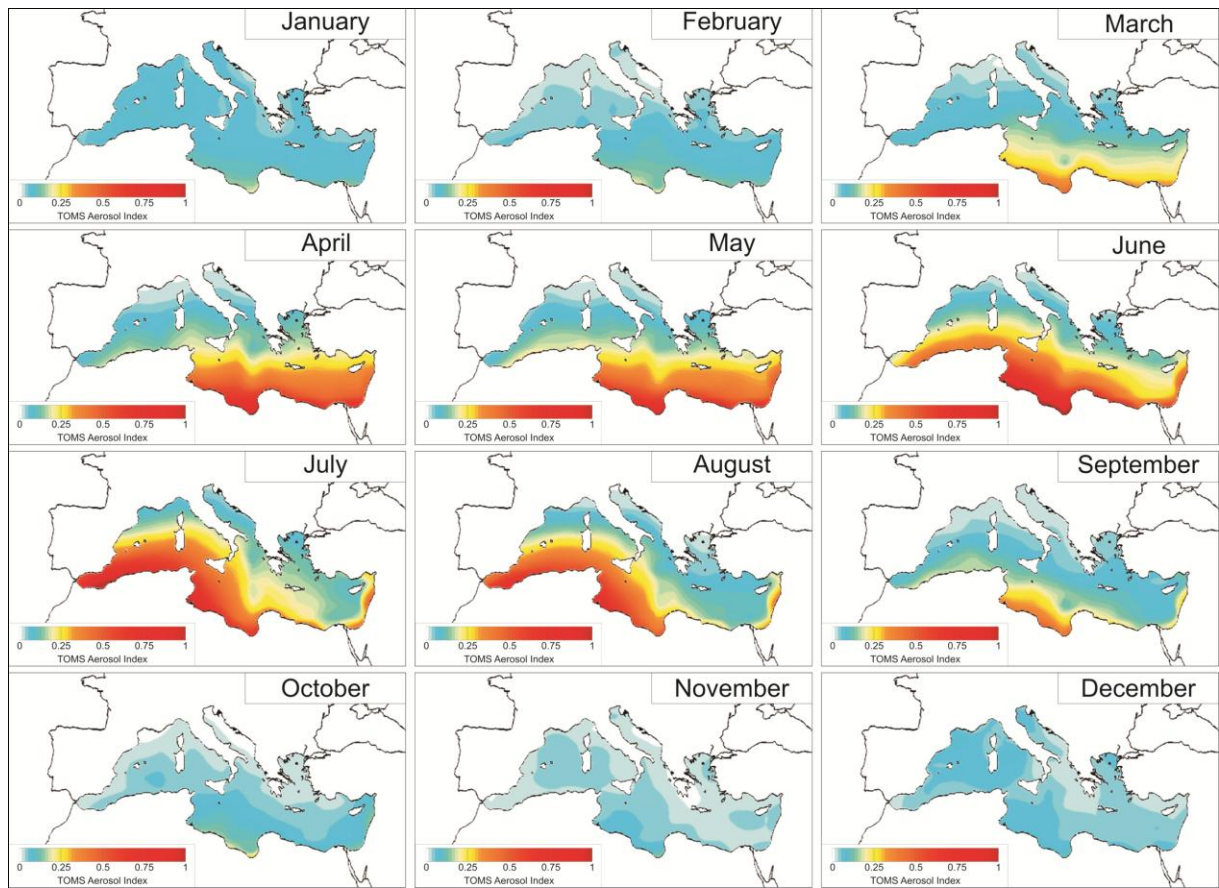 January
0 0.25 0.5 0.75 1
TOMS Aerosol Index
February
0 0.25 0.5 0.75 1
TOMS Aerosol Index
March
0 0.25 0.5 0.75 1
TOMS Aerosol Index
April
0 0.25 0.5 0.75 1
TOMS Aerosol Index
May
0 0.25 0.5 0.75 1
TOMS Aerosol Index
June
0 0.25 0.5 0.75 1
TOMS Aerosol Index
July
0 0.25 0.5 0.75 1
TOMS Aerosol Index
August
0 0.25 0.5 0.75 1
TOMS Aerosol Index
September
0 0.25 0.5 0.75 1
TOMS Aerosol Index
October
0 0.25 0.5 0.75 1
TOMS Aerosol Index
November
0 0.25 0.5 0.75 1
TOMS Aerosol Index
December
0 0.25 0.5 0.75 1
TOMS Aerosol Index